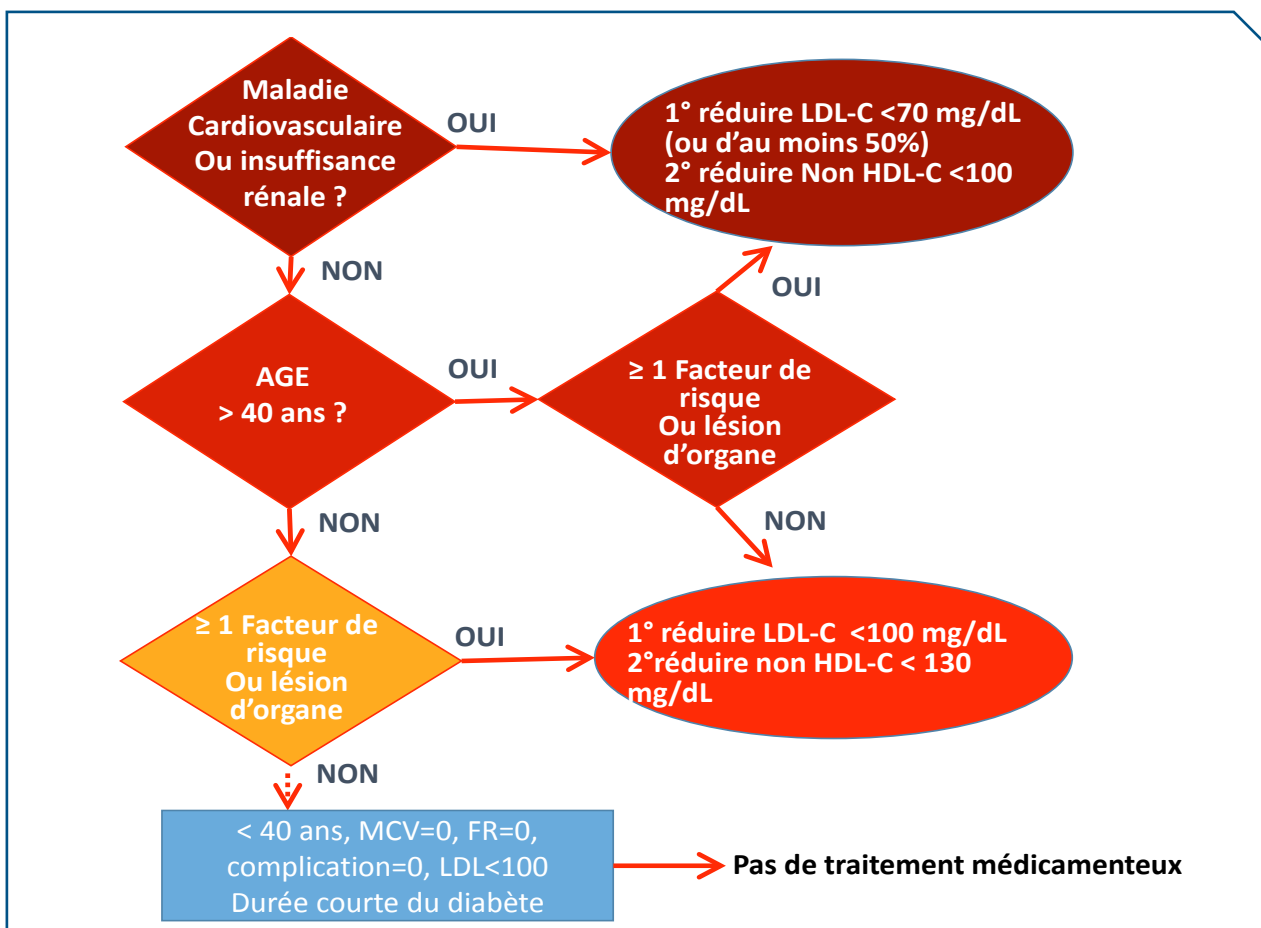 Maladie
Cardiovasculaire
Ou insuffisance
rénale ?
OUI
1° réduire LDL-C <70 mg/dL
(ou d’au moins 50%)
2° réduire Non HDL-C <100
mg/dL
NON
OUI
AGE
> 40 ans ?
OUI
≥ 1 Facteur de
risque
Ou lésion
d’organe
NON
NON
≥ 1 Facteur de
risque
Ou lésion
d’organe
OUI
1° réduire LDL-C <100 mg/dL
2°réduire non HDL-C < 130
mg/dL
NON
< 40 ans, MCV=0, FR=0,
complication=0, LDL<100
Durée courte du diabète
Pas de traitement médicamenteux